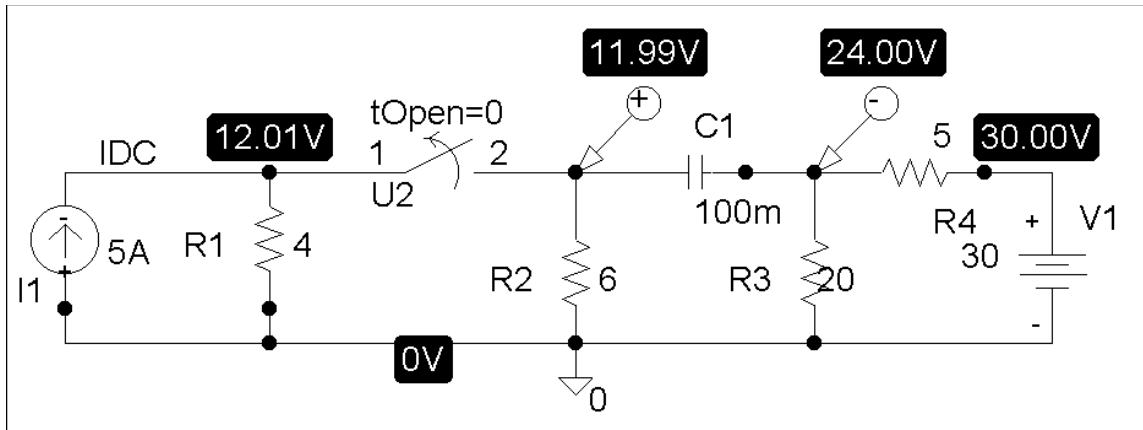 11.99V
24.00V
tOpen=0
C1
5
12.01V
30.00V
IDC
1
2
+
-
U2
100m
R4
+
V1
-
5A
R1
4
R2
6
R3
20
30
+
I1
-
0V
0